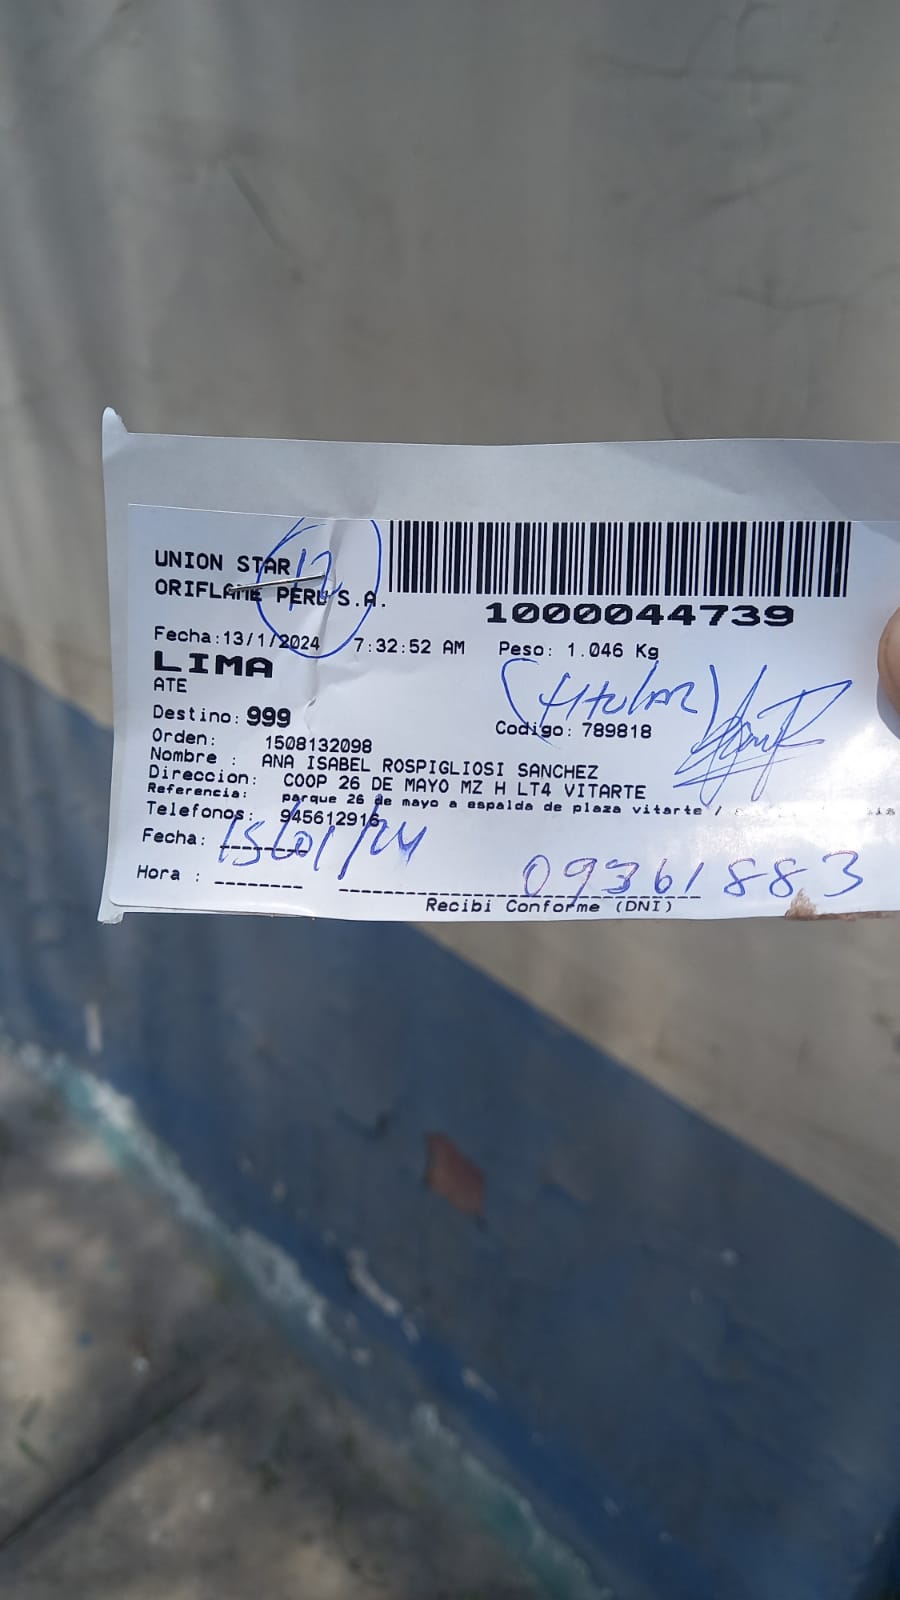 UNION STAR 12
ORIFLAME PERU S.A.
1000044739
Fecha:13/1/2024 7:32:52 AM Peso: 1.046 Kg
LIMA
ATE
(titular)
Destino: 999
Codigo: 789818
Orden: 1508132098
Nombre : ANA ISABEL ROSPIGLIOSI SANCHEZ
Direccion: COOP 26 DE MAYO MZ H LT4 VITARTE
Referencia: parque 26 de mayo a espalda de plaza vitarte /
Telefonos: 945612916
Fecha: 15/01/24
Hora : 09361883
Recibi Conforme (DNI)